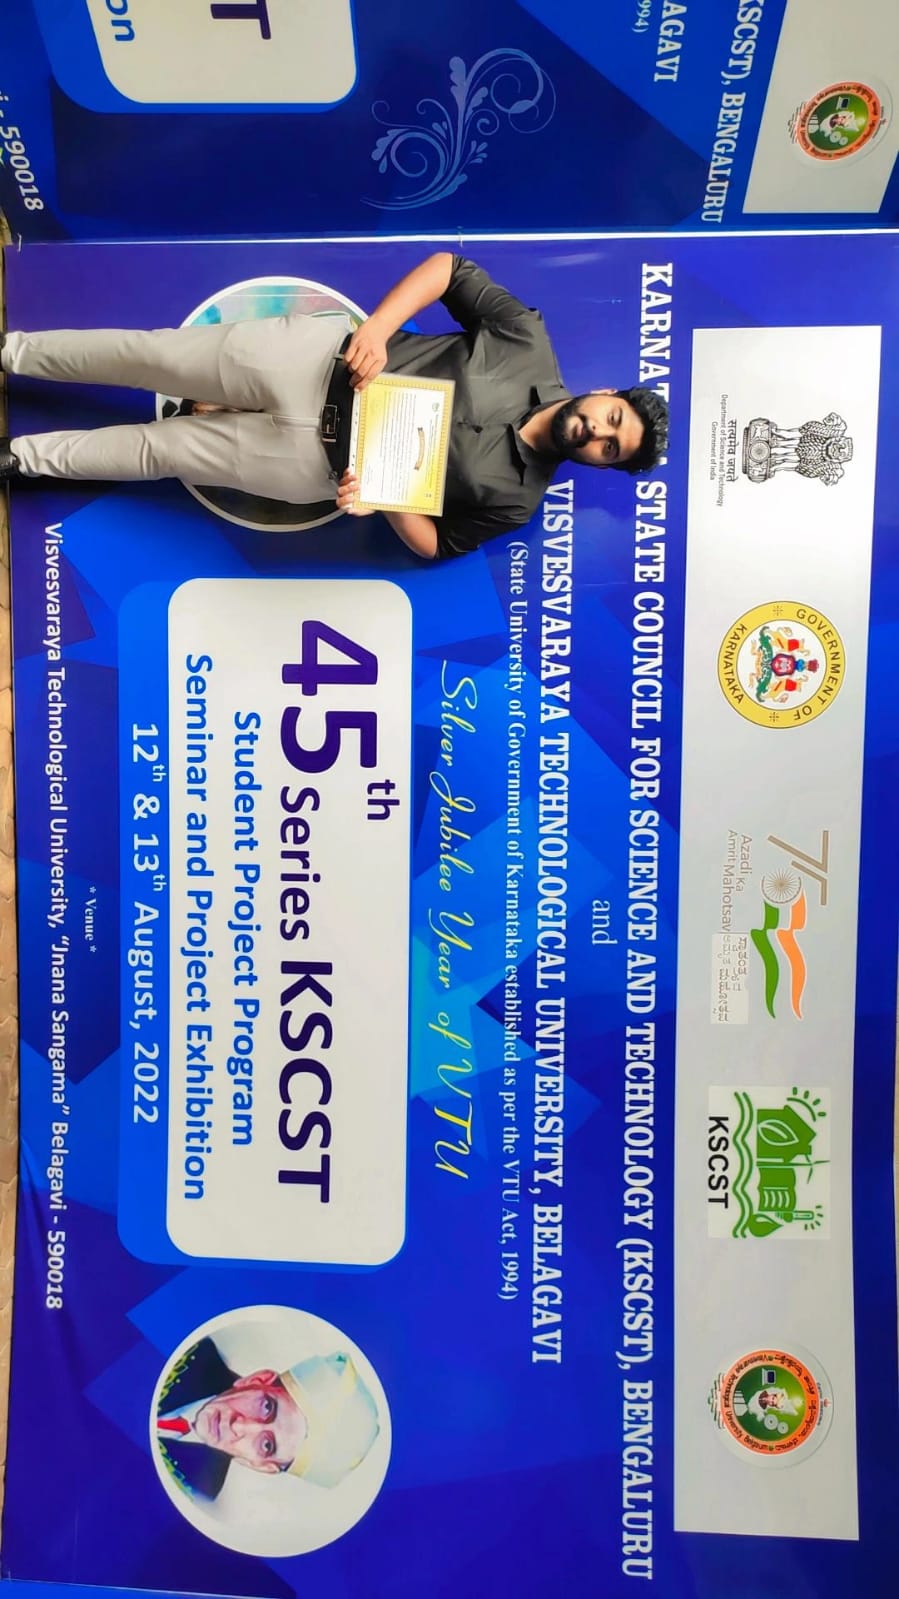 सत्यमेव जयते
Department of Science and Technology
Government of India
GOVERNMENT OF
KARNATAKA
75
Azadi Ka
Amrit Mahotsav
KSCST
STATE COUNCIL FOR SCIENCE AND TECHNOLOGY (KSCST), BENGALURU
and
VISVESVARAYA TECHNOLOGICAL UNIVERSITY, BELAGAVI
(State University of Government of Karnataka established as per the VTU Act, 1994)
Silver Jubilee Year of VTU
45th Series KSCST
Student Project Program
Seminar and Project Exhibition
12th & 13th August, 2022
* Venue *
Visvesvaraya Technological University, "Jnana Sangama" Belagavi - 590018
KSCST), BENGALURU
AGAVI
994)
T
on
- 590018